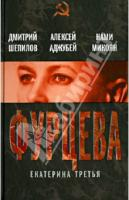 ДМИТРИЙ АЛЕКСЕЙ НАМИ
ШЕПИЛОВ АДЖУБЕЙ МИКОЯН
ФУРЦЕВА
ЕКАТЕРИНА ТРЕТЬЯ